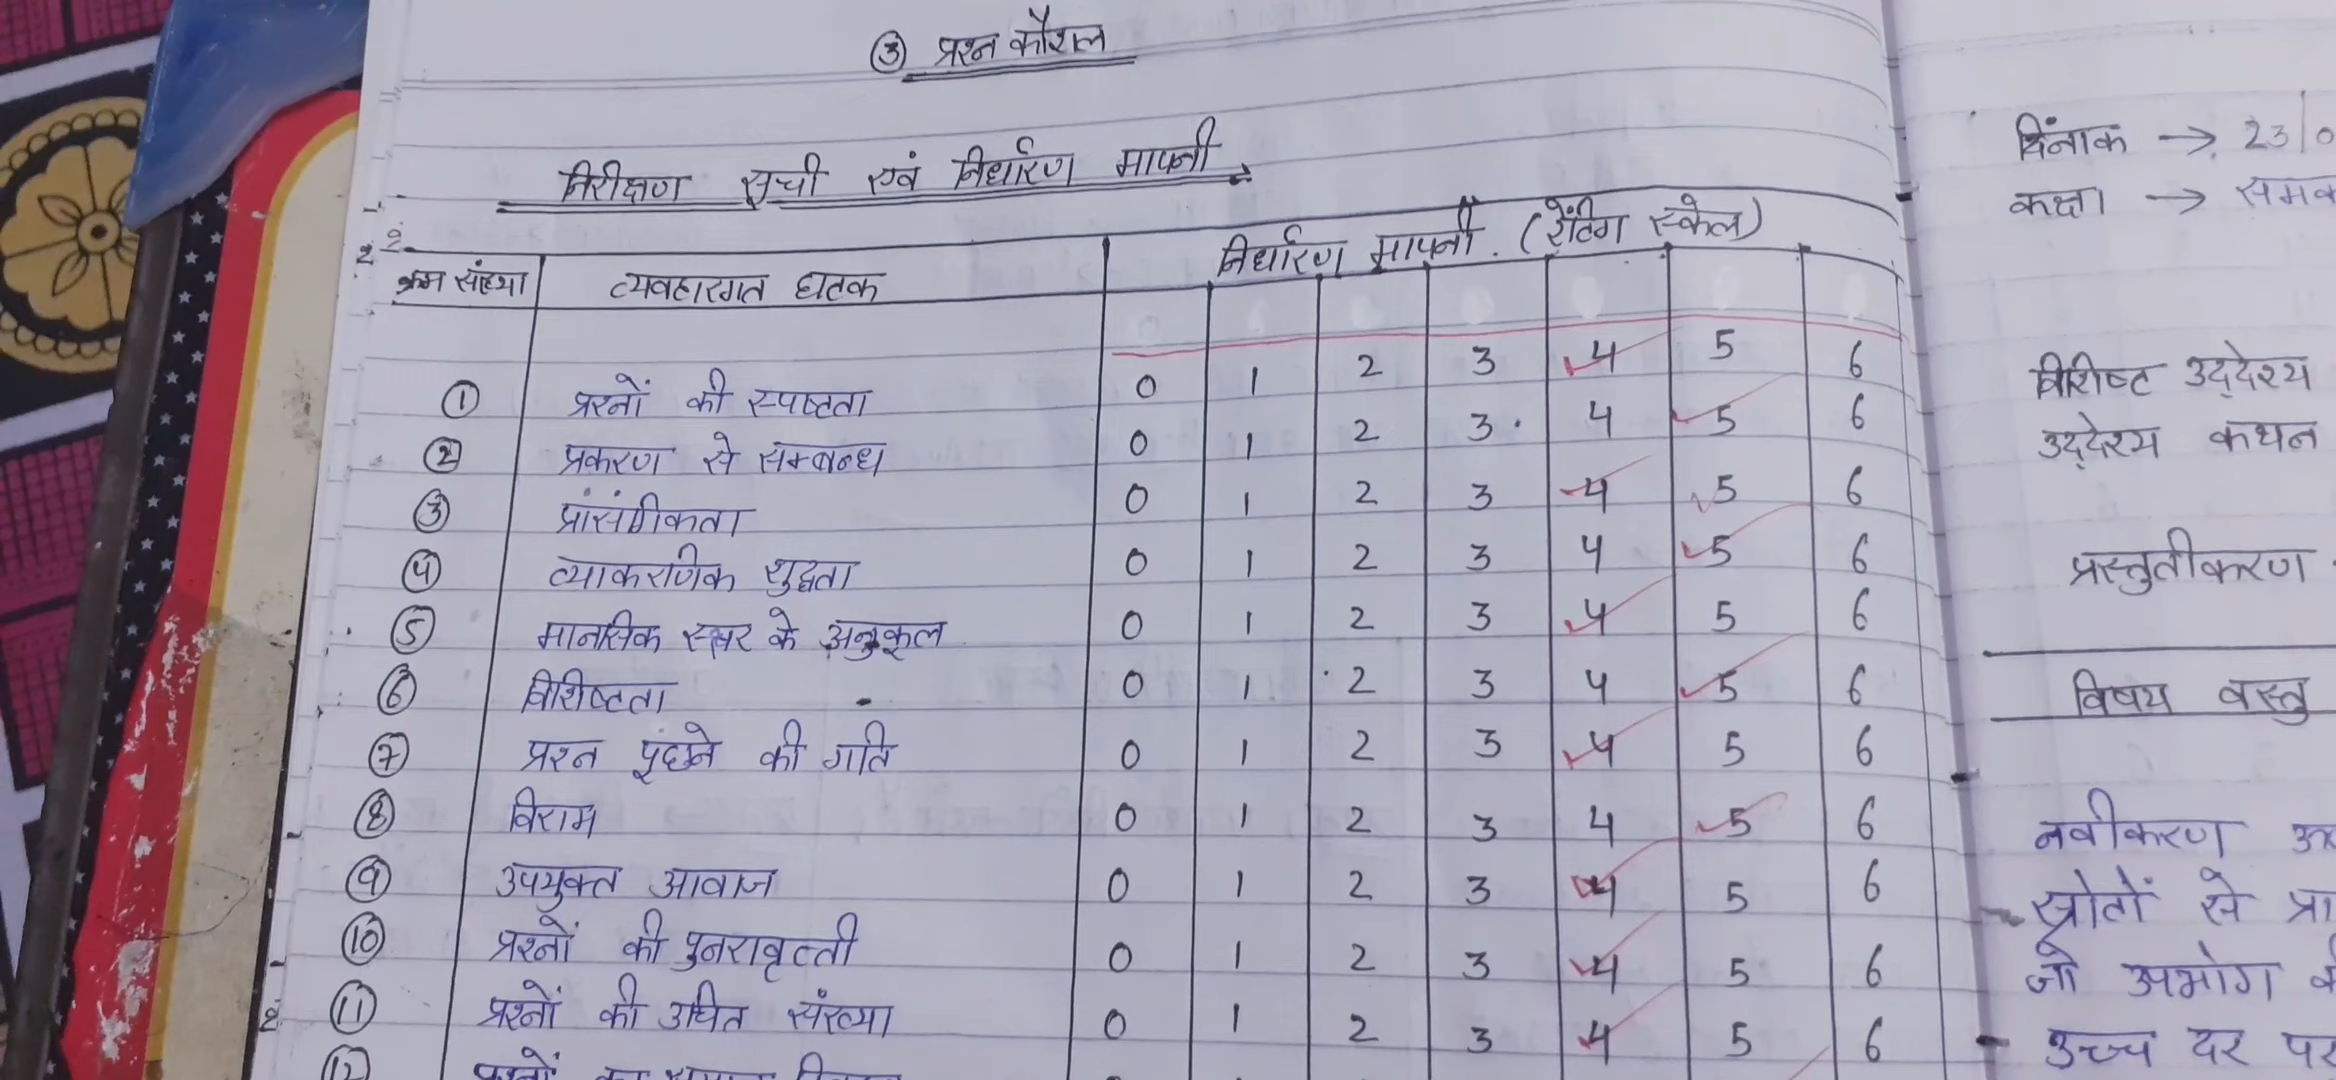 ③ प्रश्न कौशल
निरीक्षण सूची एवं निर्धारण मापनी
क्रम संख्या व्यवहारगत घटक निर्धारण मापनी (रेंटिग स्केल)
① प्रश्नों की स्पष्टता 0 1 2 3 4 5 6
② प्रकरण से सम्बन्ध 0 1 2 3 4 5 6
③ प्रांसंगिकता 0 1 2 3 4 5 6
④ व्याकरणिक शुद्धता 0 1 2 3 4 5 6
⑤ मानसिक स्तर के अनुकूल 0 1 2 3 4 5 6
⑥ विशिष्टता 0 1 2 3 4 5 6
⑦ प्रश्न पूंछने की गति 0 1 2 3 4 5 6
⑧ विराम 0 1 2 3 4 5 6
⑨ उपयुक्त आवाज 0 1 2 3 4 5 6
⑩ प्रश्नों की पुनरावृत्ती 0 1 2 3 4 5 6
⑪ प्रश्नों की उचित संख्या 0 1 2 3 4 5 6
⑫ प्रश्नों का
दिंनाक → 23/0
कक्षा → समक
विशिष्ट उद्देश्य
उद्देश्य कथन
प्रस्तुतीकरण
विषय वस्तु
नवीकरण
स्रोतों से प्रा
जो उपभोग
उच्च दर पर